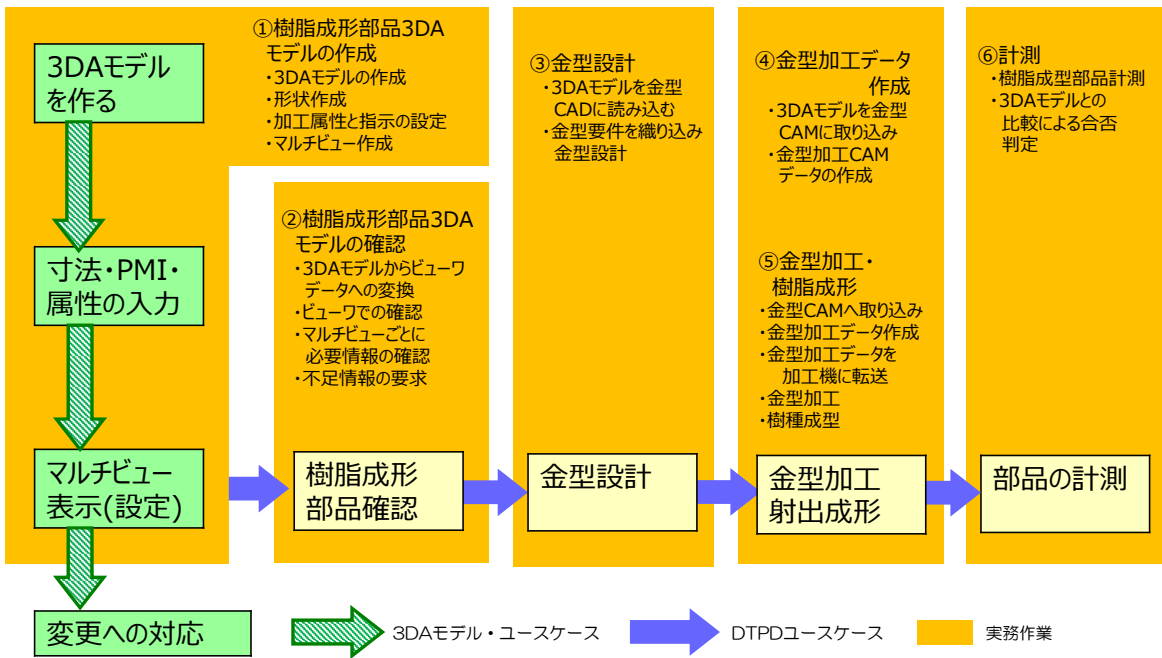 3DAモデル
を作る
寸法・PMI・
属性の入力
マルチビュー
表示(設定)
変更への対応
①樹脂成形部品3DA
モデルの作成
・3DAモデルの作成
・形状作成
・加工属性と指示の設定
・マルチビュー作成
②樹脂成形部品3DA
モデルの確認
・3DAモデルからビューワ
データへの変換
・ビューワでの確認
・マルチビューごとに
必要情報の確認
・不足情報の要求
樹脂成形
部品確認
③金型設計
・3DAモデルを金型
CADに読み込む
・金型要件を織り込み
金型設計
金型設計
④金型加工データ
作成
・3DAモデルを金型
CAMに取り込み
・金型加工CAM
データの作成
⑤金型加工・
樹脂成形
・金型CAMへ取り込み
・金型加工データ作成
・金型加工データを
加工機に転送
・金型加工
・樹種成型
金型加工
射出成形
⑥計測
・樹脂成型部品計測
・3DAモデルとの
比較による合否
判定
部品の計測
3DAモデル・ユースケース
DTPDユースケース
実務作業